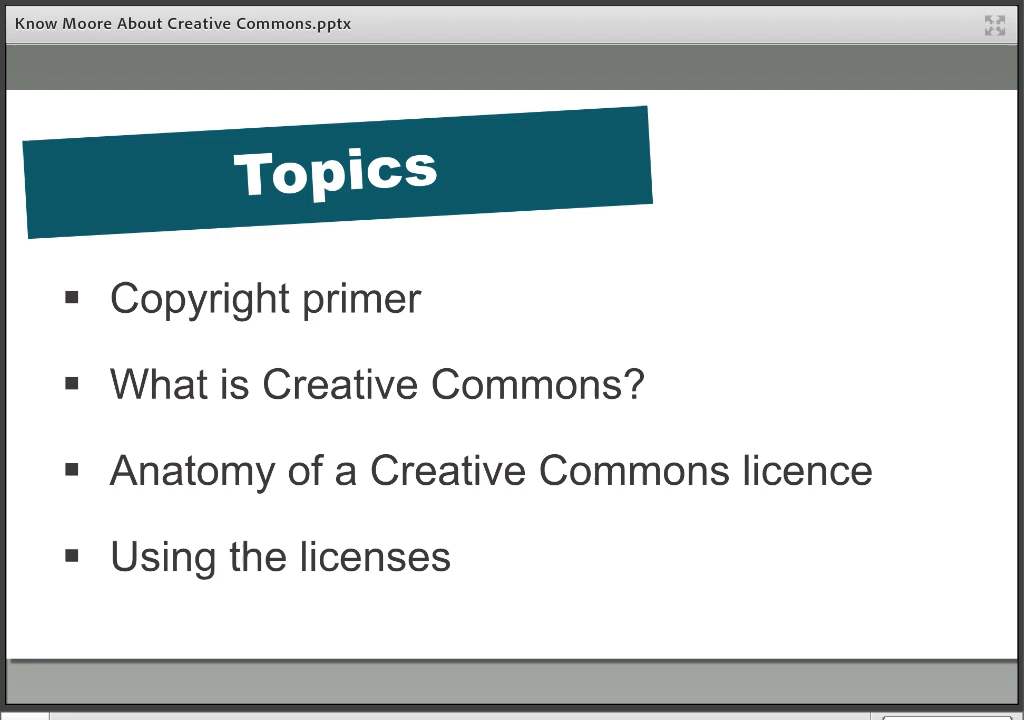 Know Moore About Creative Commons.pptx
Topics
▪ Copyright primer
▪ What is Creative Commons?
▪ Anatomy of a Creative Commons licence
▪ Using the licenses